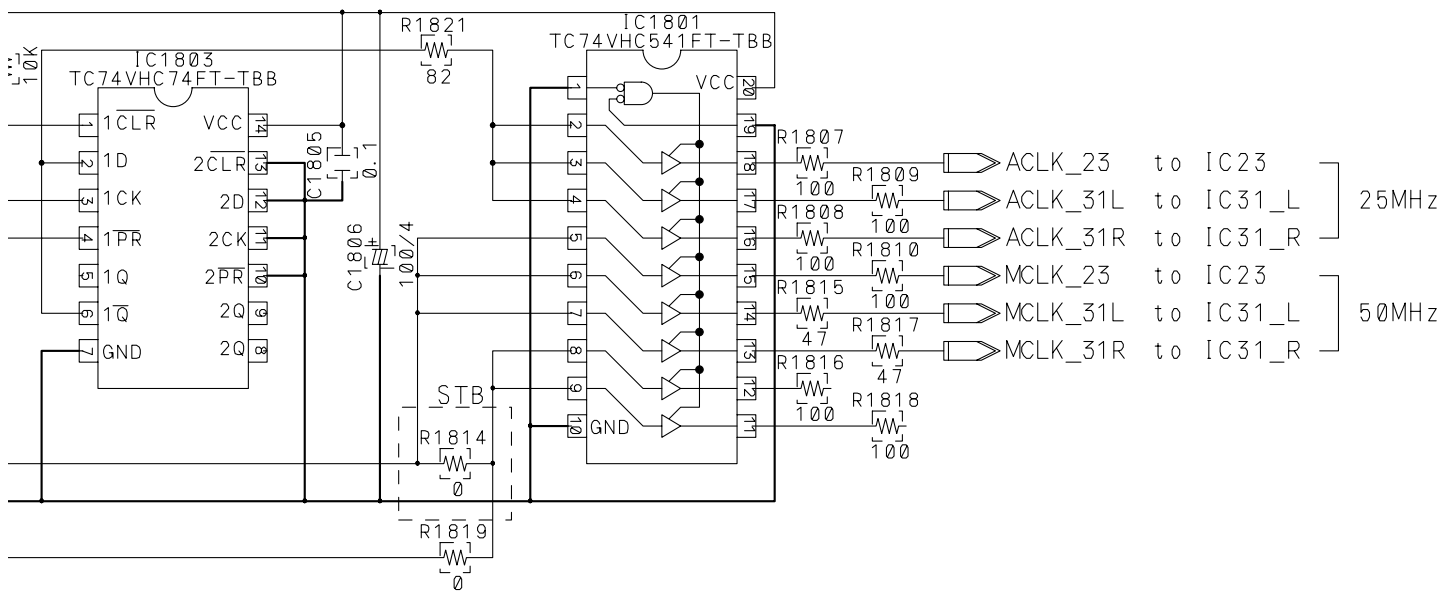 10K
IC1803
TC74VHC74FT-TBB
1 1CLR VCC 14
2 1D 2CLR 13
3 1CK 2D 12
4 1PR 2CK 11
5 1Q 2PR 10
6 1Q 2Q 9
7 GND 2Q 8
C1805
0.1
C1806
+
100/4
R1821
82
STB
R1814
0
R1819
0
IC1801
TC74VHC541FT-TBB
1 VCC 20
2 19
3 18
4 17
5 16
6 15
7 14
8 13
9 12
10 GND 11
R1807
100
R1809
100
R1808
100
R1810
100
R1815
47
R1817
47
R1816
100
R1818
100
ACLK_23 to IC23
ACLK_31L to IC31_L
ACLK_31R to IC31_R
25MHz
MCLK_23 to IC23
MCLK_31L to IC31_L
MCLK_31R to IC31_R
50MHz